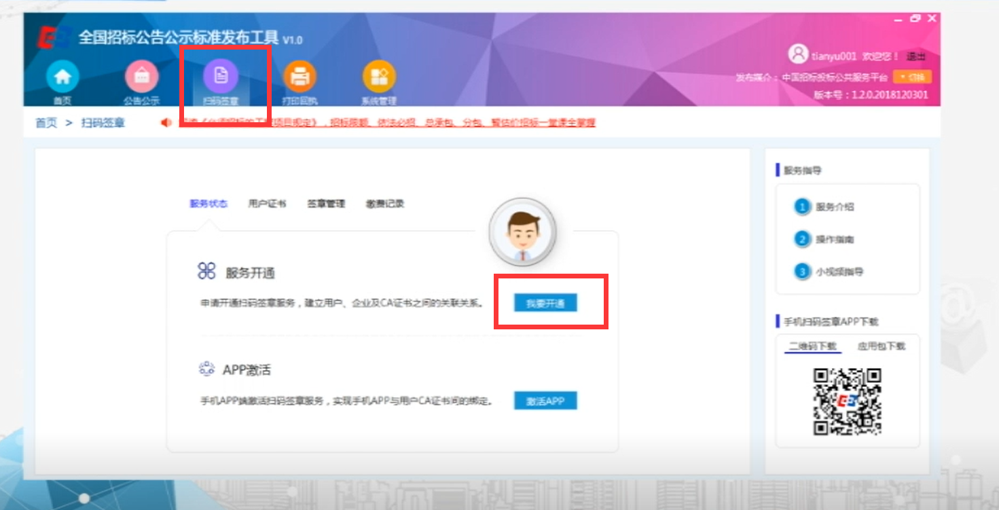 全国招标公告公示标准发布工具 V1.0
tianyu001 欢迎您！ 退出
发布媒介：中国招标投标公共服务平台 切换
版本号：1.2.0.2018120301
首页 公告公示 扫码签章 打印回执 系统管理
首页 > 扫码签章
《必须招标的工程项目规定》，招标限额、依法必招、总承包、分包、暂估价招标一堂课全掌握
服务状态 用户证书 签章管理 缴费记录
服务开通
申请开通扫码签章服务，建立用户、企业及CA证书之间的关联关系。
我要开通
APP激活
手机APP端激活扫码签章服务，实现手机APP与用户CA证书间的绑定。
激活APP
服务指导
1 服务介绍
2 操作指南
3 小视频指导
手机扫码签章APP下载
二维码下载 应用包下载